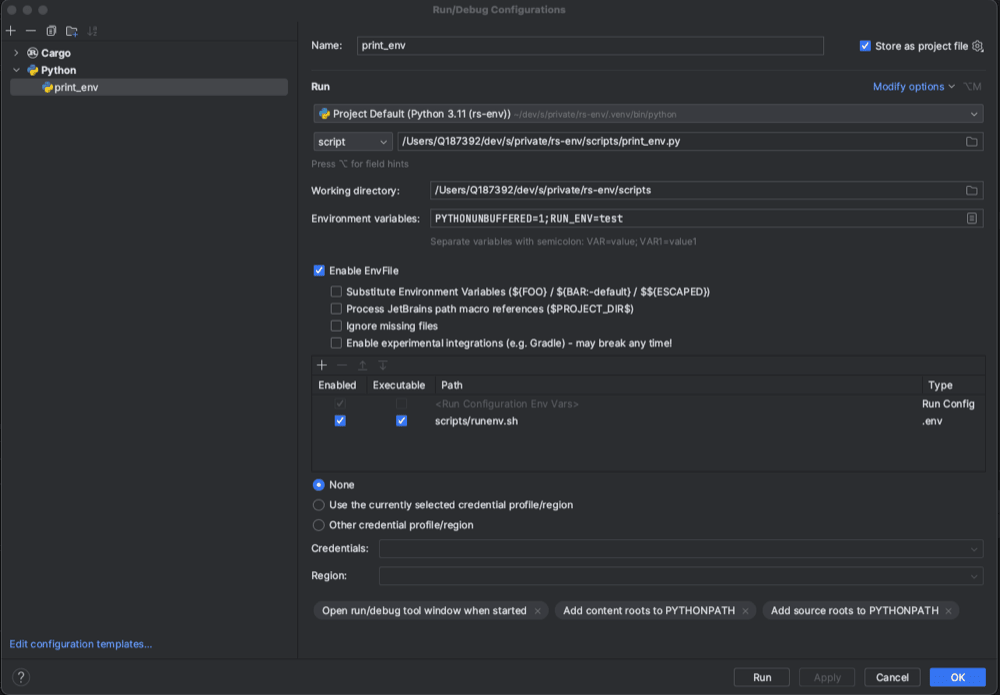 Run/Debug Configurations
Cargo
Python
print_env
Edit configuration templates...
Name: print_env
Store as project file
Run
Modify options ⌥M
Project Default (Python 3.11 (rs-env)) ~/dev/s/private/rs-env/.venv/bin/python
script /Users/Q187392/dev/s/private/rs-env/scripts/print_env.py
Press ⌥ for field hints
Working directory: /Users/Q187392/dev/s/private/rs-env/scripts
Environment variables: PYTHONUNBUFFERED=1;RUN_ENV=test
Separate variables with semicolon: VAR=value; VAR1=value1
Enable EnvFile
Substitute Environment Variables (${FOO} / ${BAR:-default} / $${ESCAPED})
Process JetBrains path macro references ($PROJECT_DIR$)
Ignore missing files
Enable experimental integrations (e.g. Gradle) - may break any time!
Enabled Executable Path Type
<Run Configuration Env Vars> Run Config
scripts/runenv.sh .env
None
Use the currently selected credential profile/region
Other credential profile/region
Credentials:
Region:
Open run/debug tool window when started × Add content roots to PYTHONPATH × Add source roots to PYTHONPATH ×
? Run Apply Cancel OK